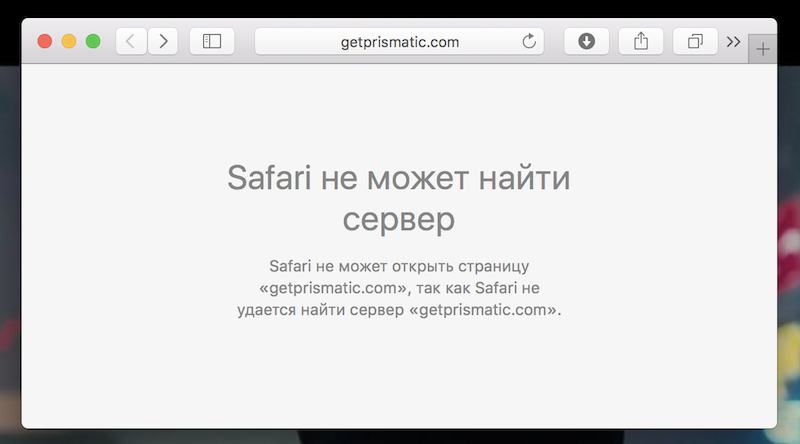 getprismatic.com
Safari не может найти
сервер
Safari не может открыть страницу
«getprismatic.com», так как Safari не
удается найти сервер «getprismatic.com».